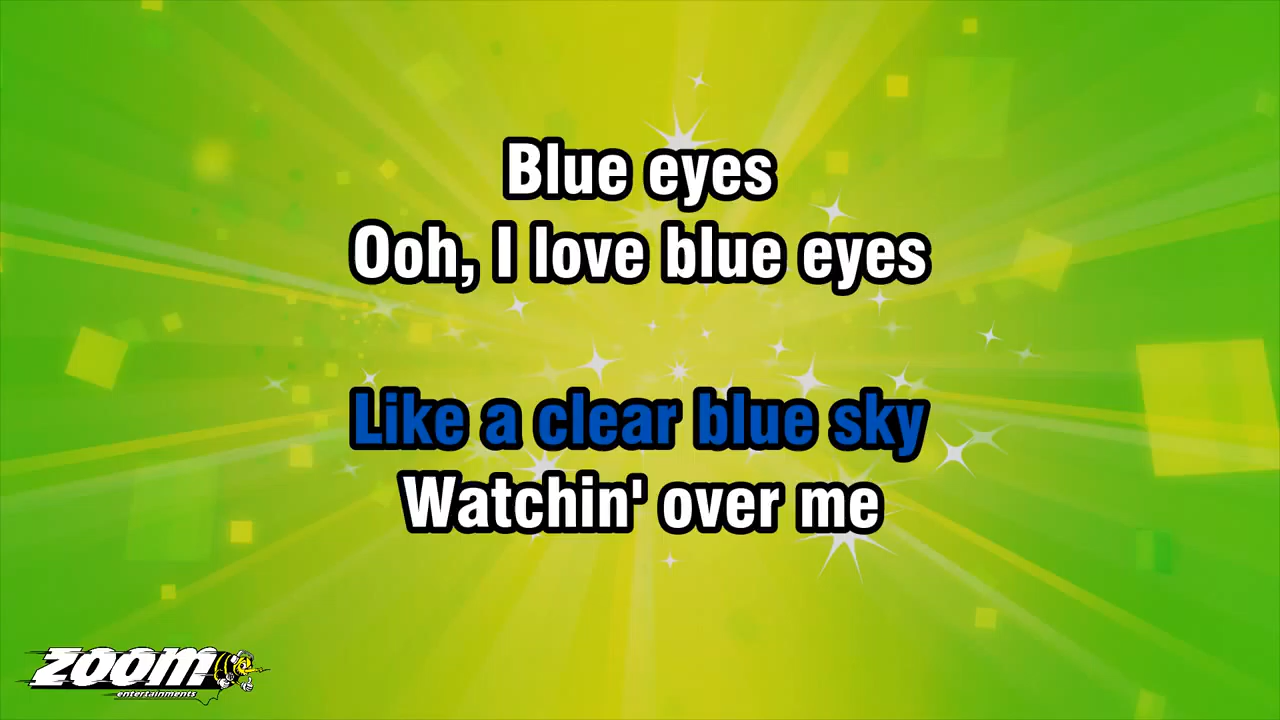 Blue eyes
Ooh, I love blue eyes
Like a clear blue sky
Watchin' over me
ZOOM
entertainments